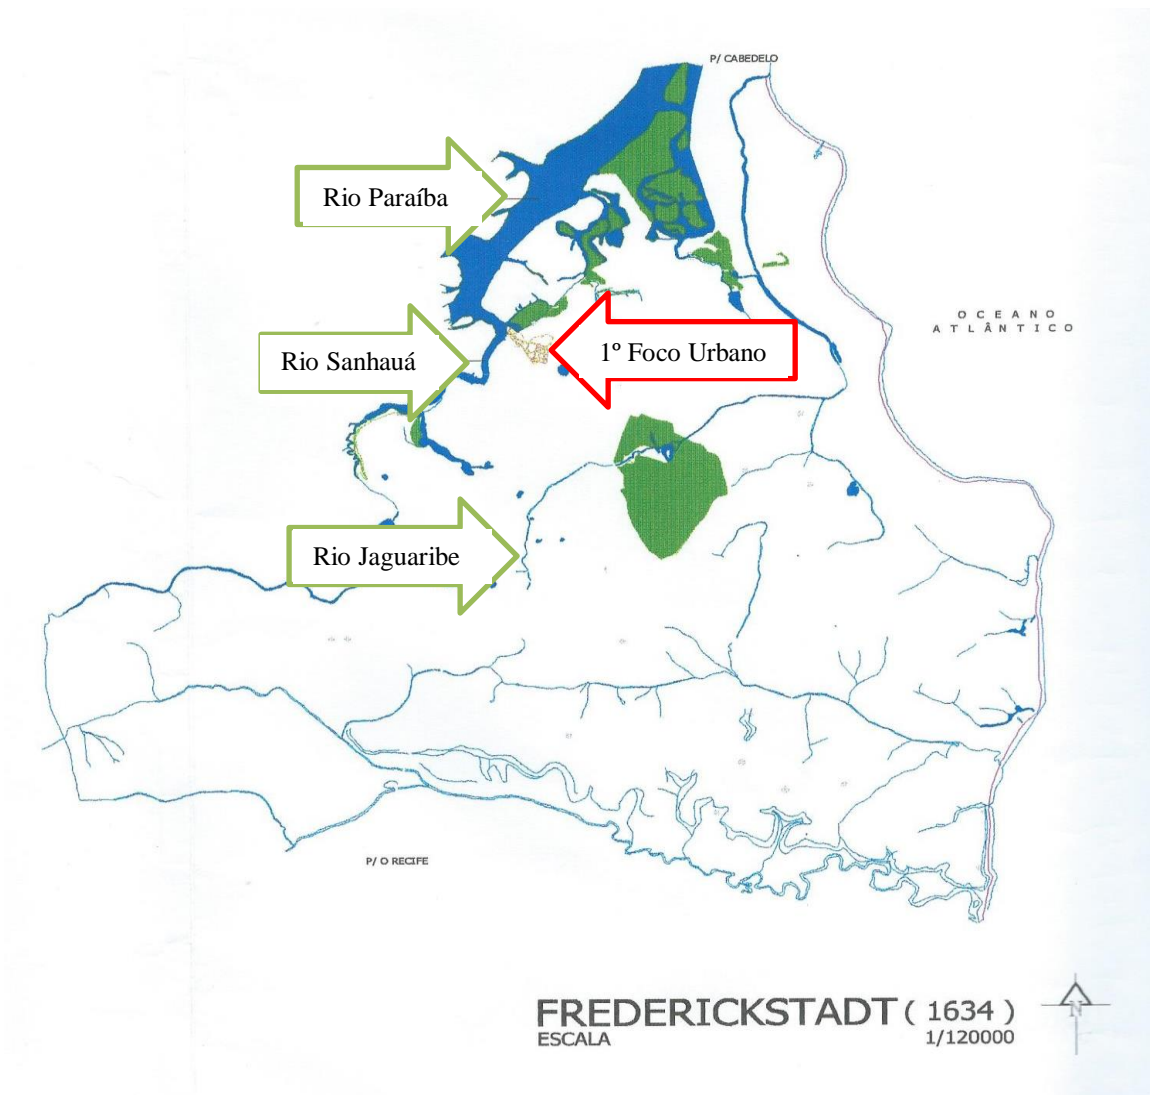 P/ CABEDELO
Rio Paraíba
OCEANO
ATLÂNTICO
Rio Sanhauá
1º Foco Urbano
Rio Jaguaribe
P/ O RECIFE
FREDERICKSTADT ( 1634 )
ESCALA 1/120000
N